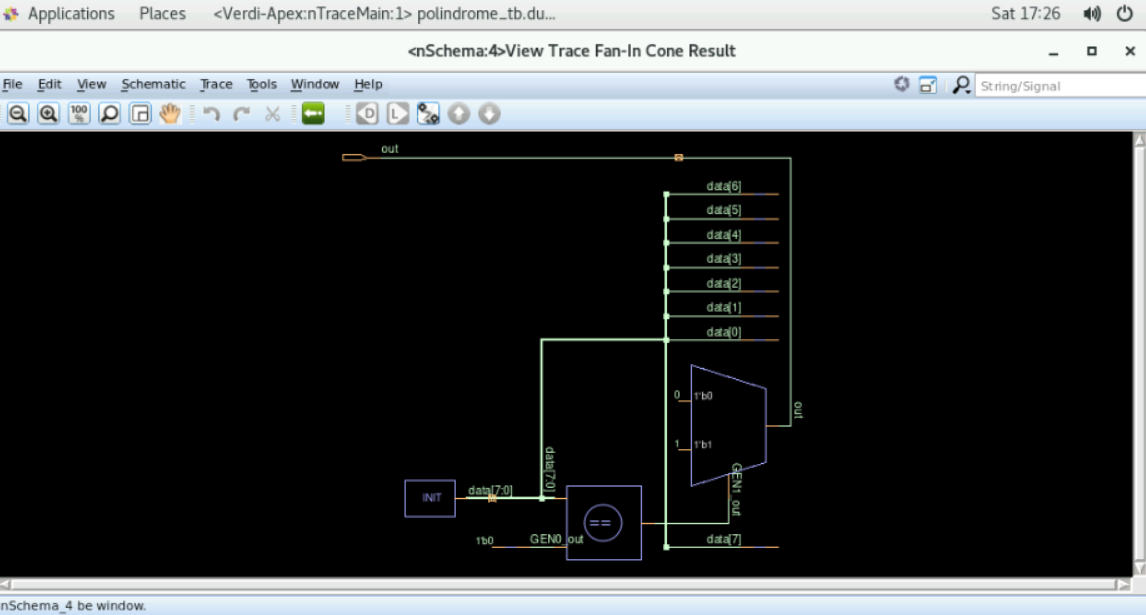 Applications Places <Verdi-Apex:nTraceMain:1> polindrome_tb.du... Sat 17:26
<nSchema:4>View Trace Fan-In Cone Result
File Edit View Schematic Trace Tools Window Help String/Signal
100 %
D L
out
data[6]
data[5]
data[4]
data[3]
data[2]
data[1]
data[0]
0 1'b0
out
1 1'b1
data[7:0]
GEN1_out
INIT data[7:0]
==
1'b0 GEN0_out data[7]
nSchema_4 be window.